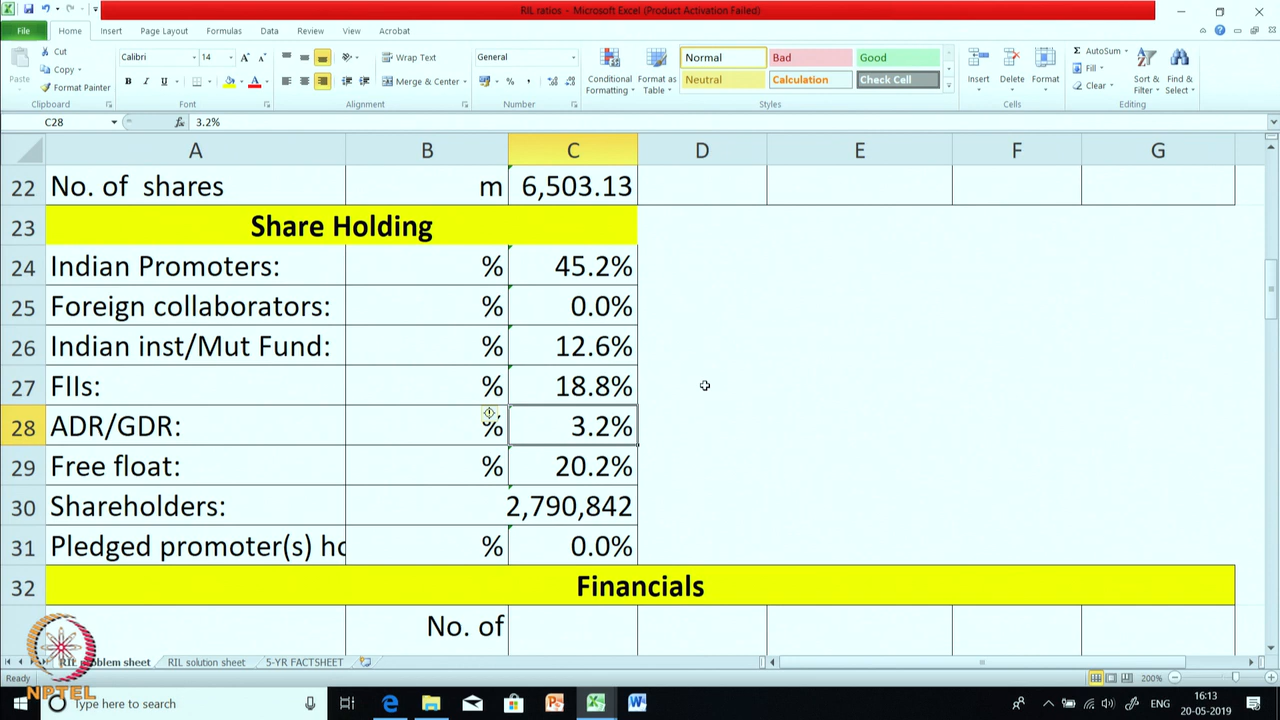 RIL ratios - Microsoft Excel (Product Activation Failed)
File Home Insert Page Layout Formulas Data Review View Acrobat
Cut
Copy
Format Painter
Paste
Clipboard
Calibri 14
B I U
Font
Wrap Text
Merge & Center
Alignment
General
Number
Conditional Formatting
Format as Table
Normal Bad Good
Neutral Calculation Check Cell
Styles
Insert Delete Format
Cells
AutoSum
Fill
Clear
Sort & Filter
Find & Select
Editing
C28 fx 3.2%
A B C D E F G
22 No. of shares m 6,503.13
23 Share Holding
24 Indian Promoters: % 45.2%
25 Foreign collaborators: % 0.0%
26 Indian inst/Mut Fund: % 12.6%
27 FIIs: % 18.8%
28 ADR/GDR: % 3.2%
29 Free float: % 20.2%
30 Shareholders: 2,790,842
31 Pledged promoter(s) ho % 0.0%
32 Financials
No. of
RIL problem sheet RIL solution sheet 5-YR FACTSHEET
Ready 200%
NPTEL
Type here to search
ENG
16:13
20-05-2019